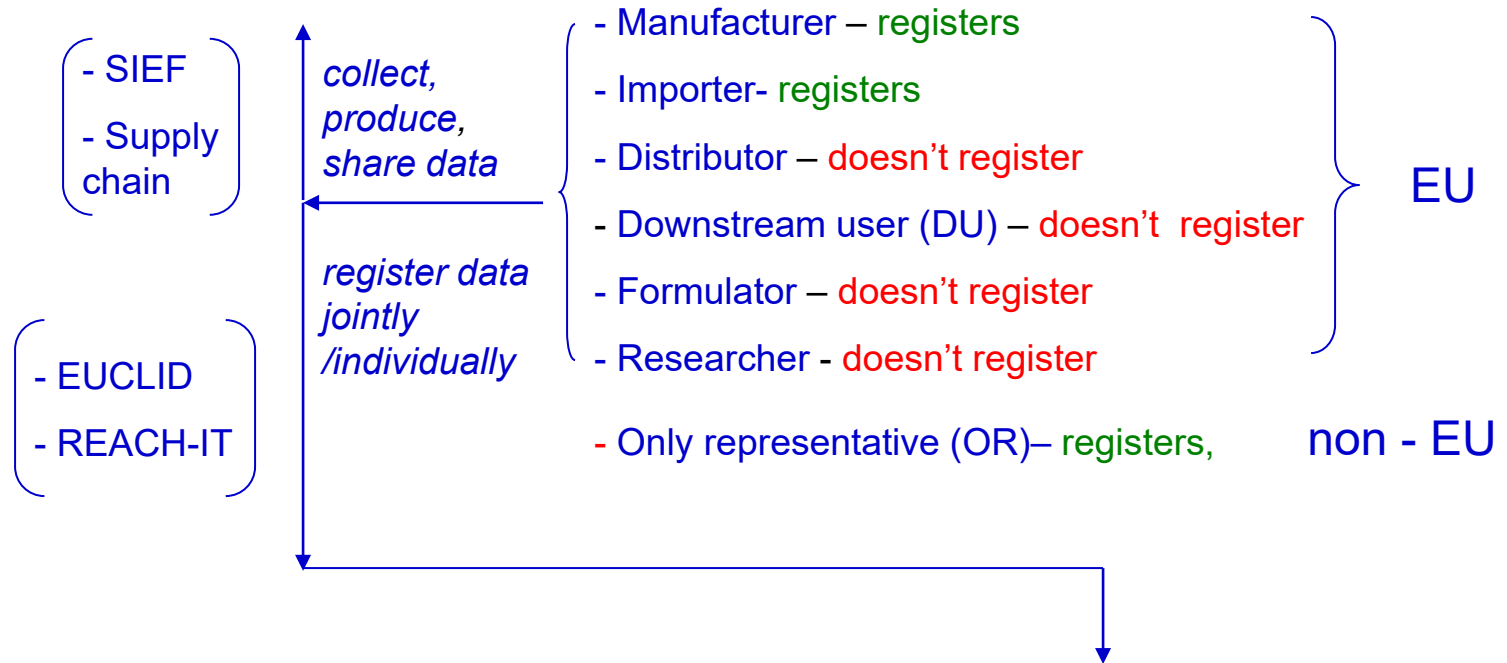 - SIEF
- Supply
chain
- EUCLID
- REACH-IT
collect,
produce,
share data
register data
jointly
/individually
- Manufacturer – registers
- Importer- registers
- Distributor – doesn’t register
- Downstream user (DU) – doesn’t register
- Formulator – doesn’t register
- Researcher - doesn’t register
- Only representative (OR)– registers,
EU
non - EU